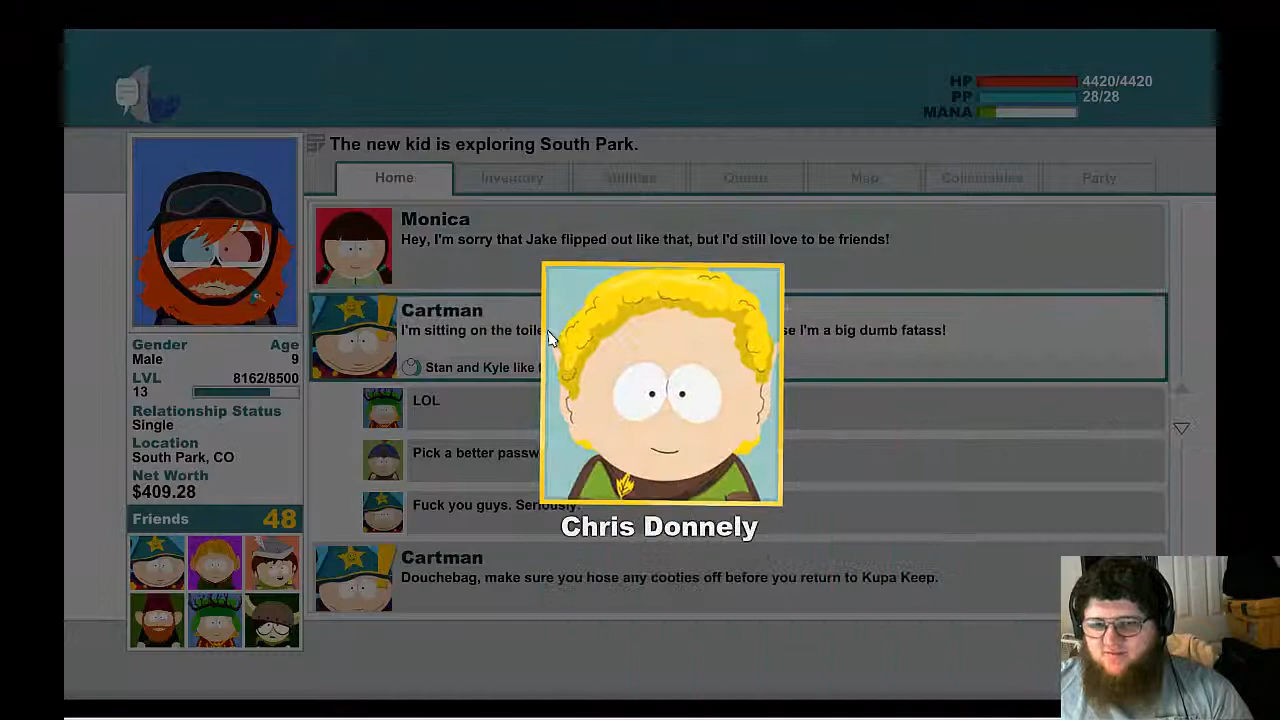 HP 4420/4420
PP 28/28
MANA
The new kid is exploring South Park.
Home Inventory Abilities Quests Map Collectables Party
Monica
Hey, I'm sorry that Jake flipped out like that, but I'd still love to be friends!
Cartman
I'm sitting on the toile e I'm a big dumb fatass!
Stan and Kyle like t
LOL
Pick a better passw
Fuck you guys. Seriously.
Chris Donnely
Cartman
Douchebag, make sure you hose any cooties off before you return to Kupa Keep.
Gender Age
Male 9
LVL 8162/8500
13
Relationship Status
Single
Location
South Park, CO
Net Worth
$409.28
Friends 48